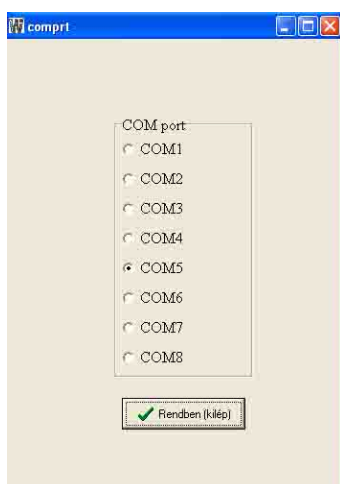 comprt
COM port
COM1
COM2
COM3
COM4
COM5
COM6
COM7
COM8
Rendben (kilép)